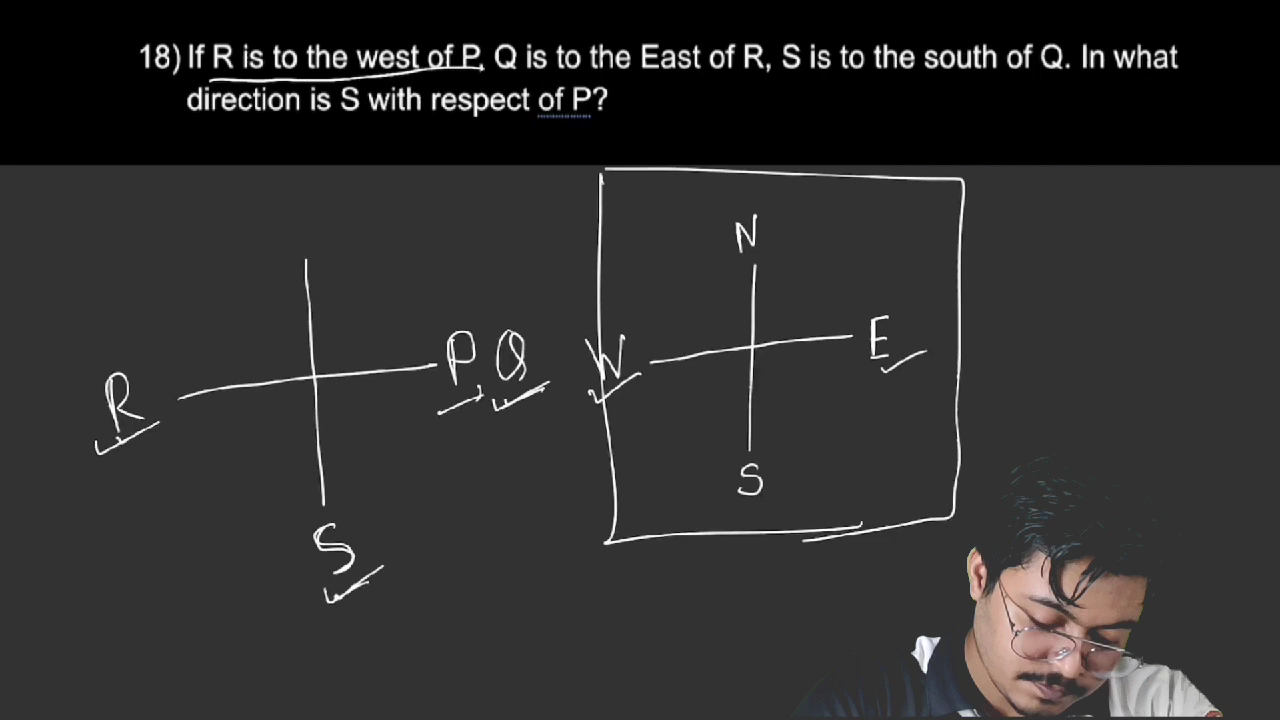 18) If R is to the west of P, Q is to the East of R, S is to the south of Q. In what
direction is S with respect of P?
N
R P Q W E
S
S